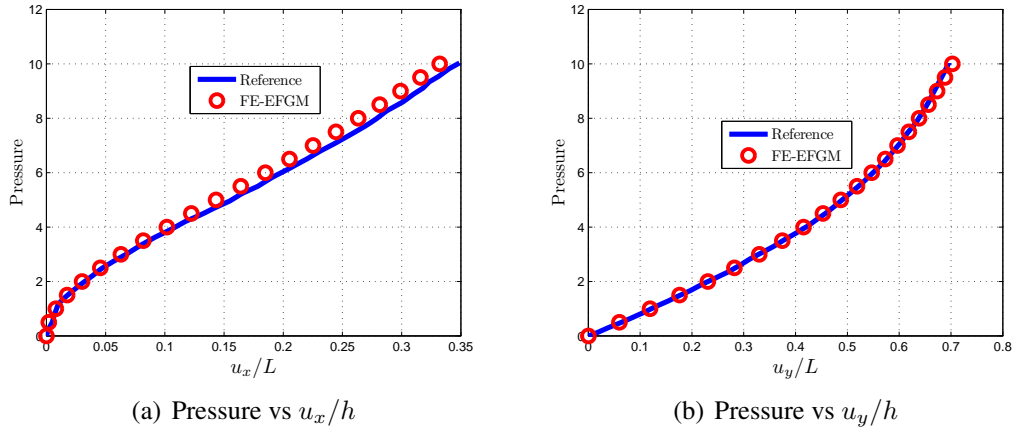 12
10
8
6
4
2
0
Pressure
Reference
FE-EFGM
0 0.05 0.1 0.15 0.2 0.25 0.3 0.35
u_x/L
(a) Pressure vs u_x/h
12
10
8
6
4
2
0
Pressure
Reference
FE-EFGM
0 0.1 0.2 0.3 0.4 0.5 0.6 0.7 0.8
u_y/L
(b) Pressure vs u_y/h